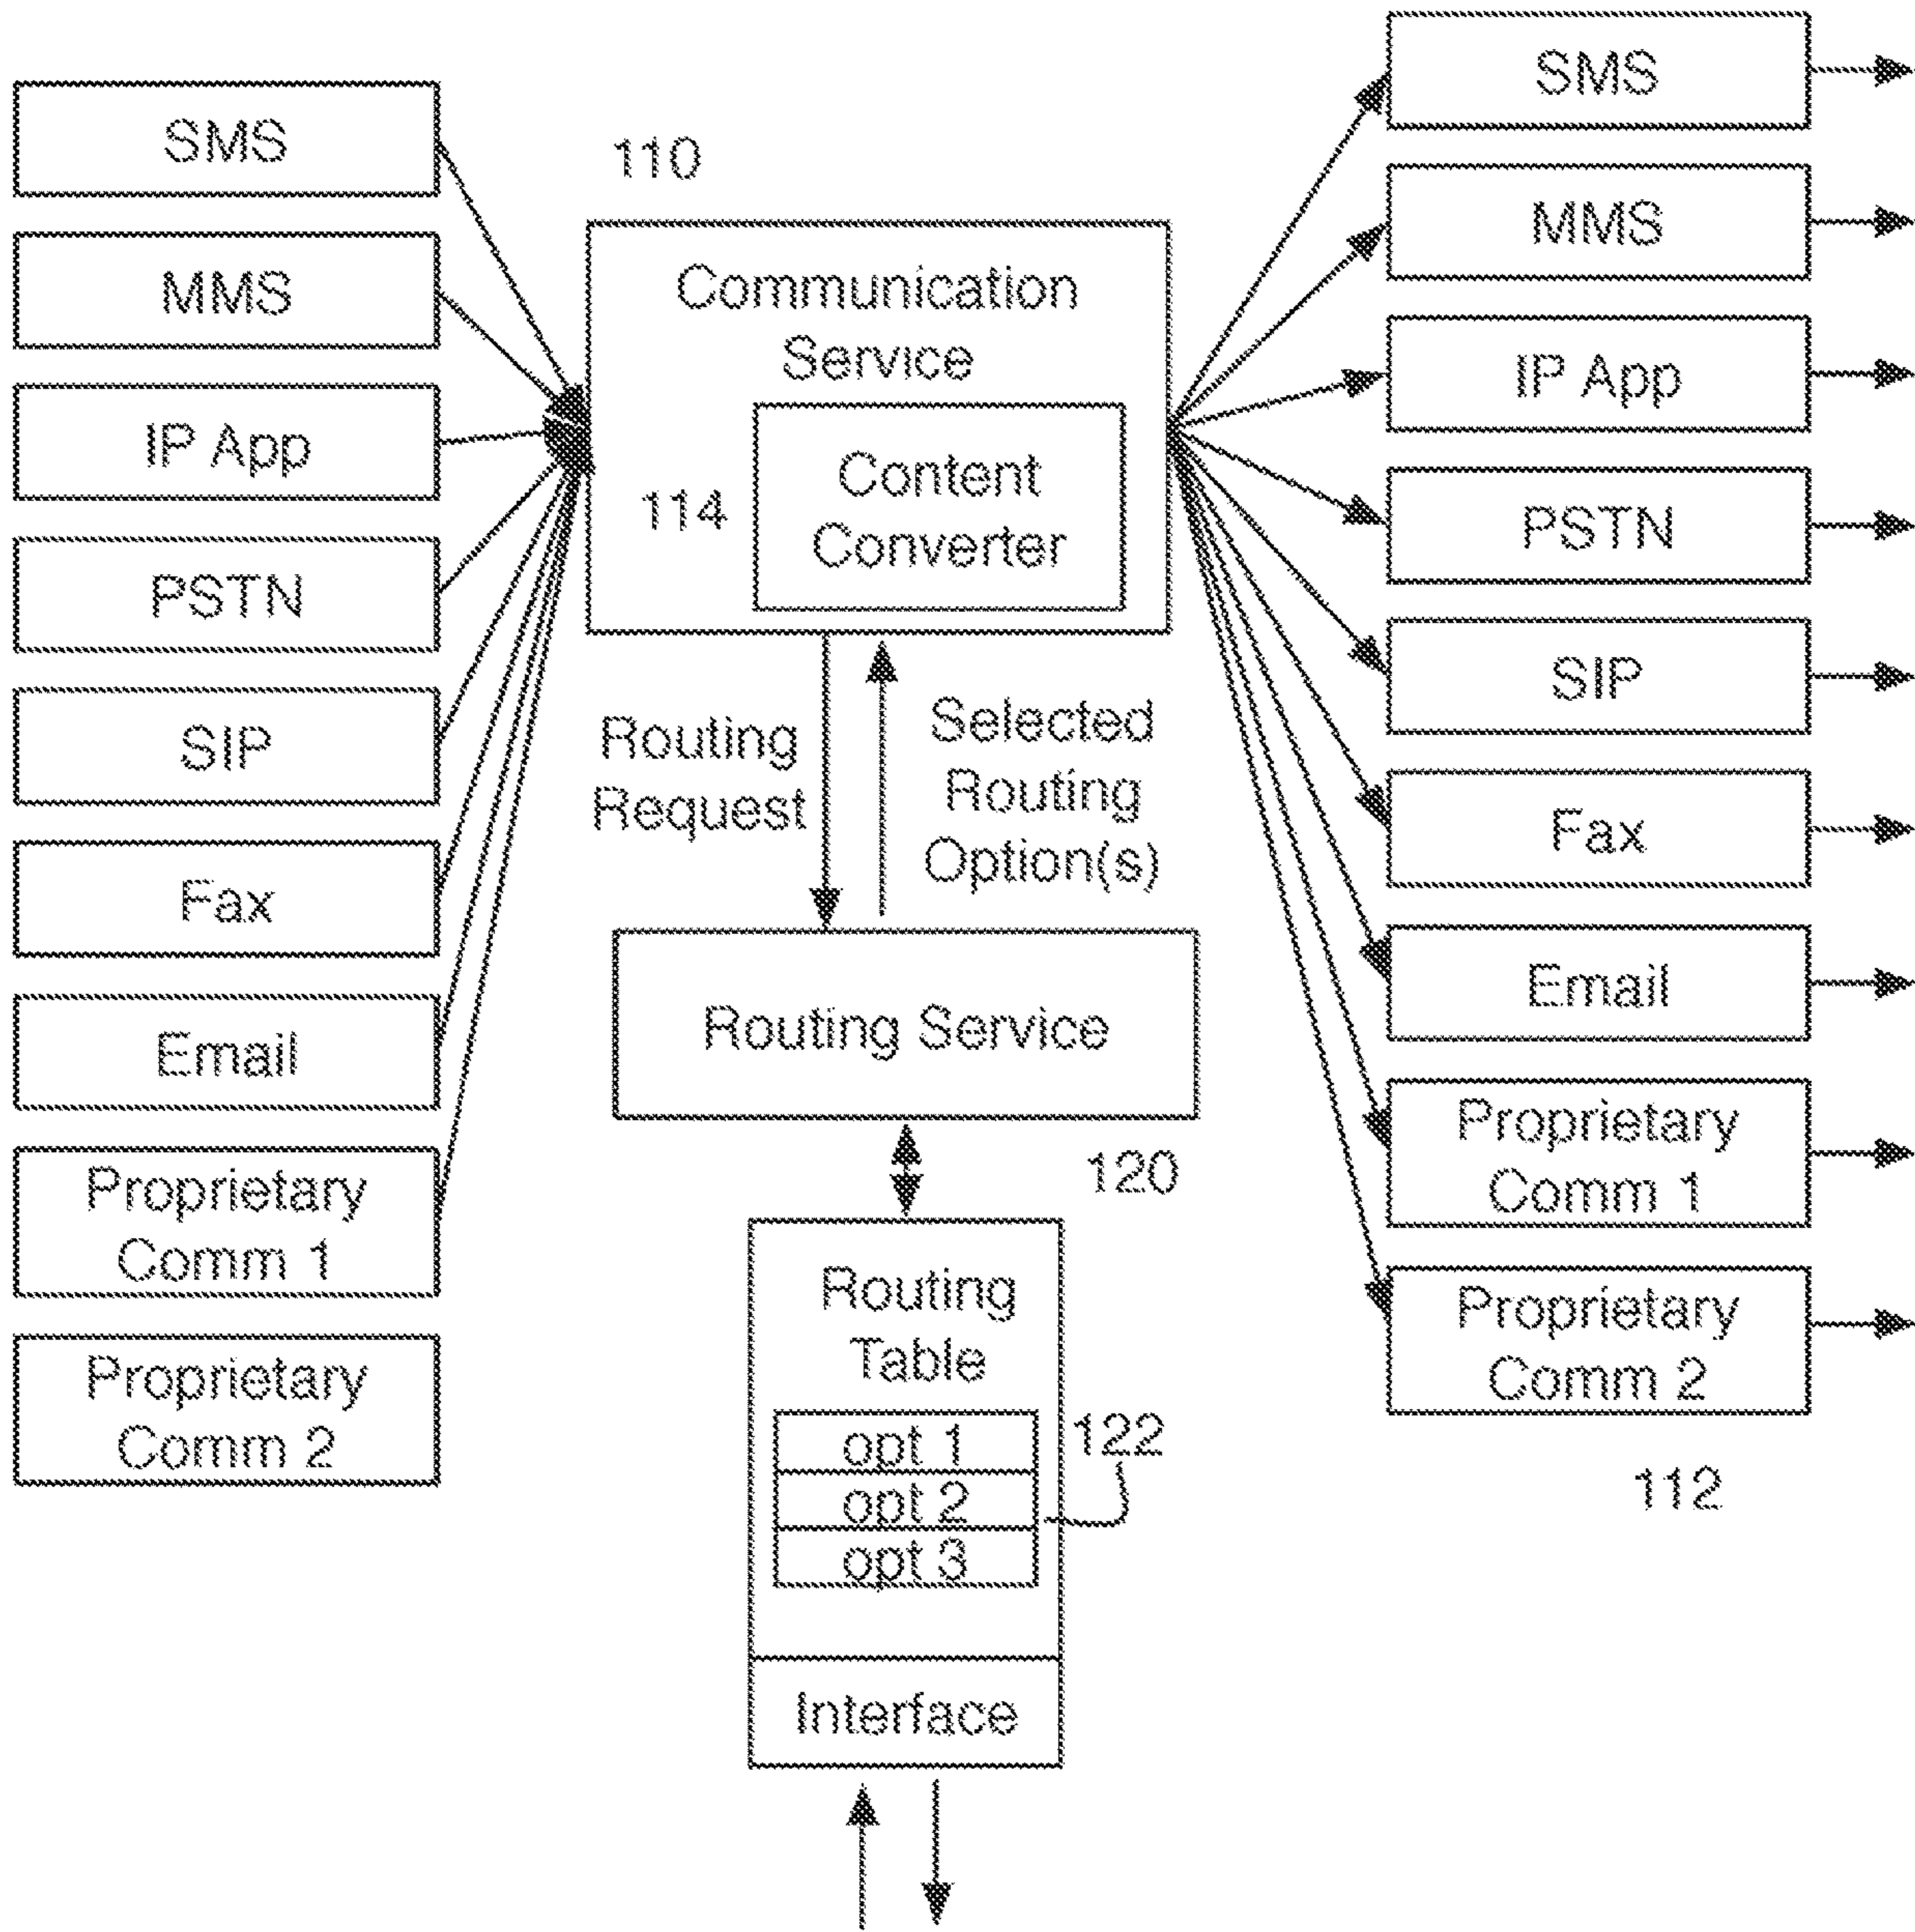 SMS
MMS
IP App
PSTN
SIP
Fax
Email
Proprietary
Comm 1
Proprietary
Comm 2
110
Communication
Service
114
Content
Converter
Routing
Request
Selected
Routing
Option(s)
Routing Service
120
Routing
Table
opt 1
opt 2
opt 3
122
Interface
SMS
MMS
IP App
PSTN
SIP
Fax
Email
Proprietary
Comm 1
Proprietary
Comm 2
112